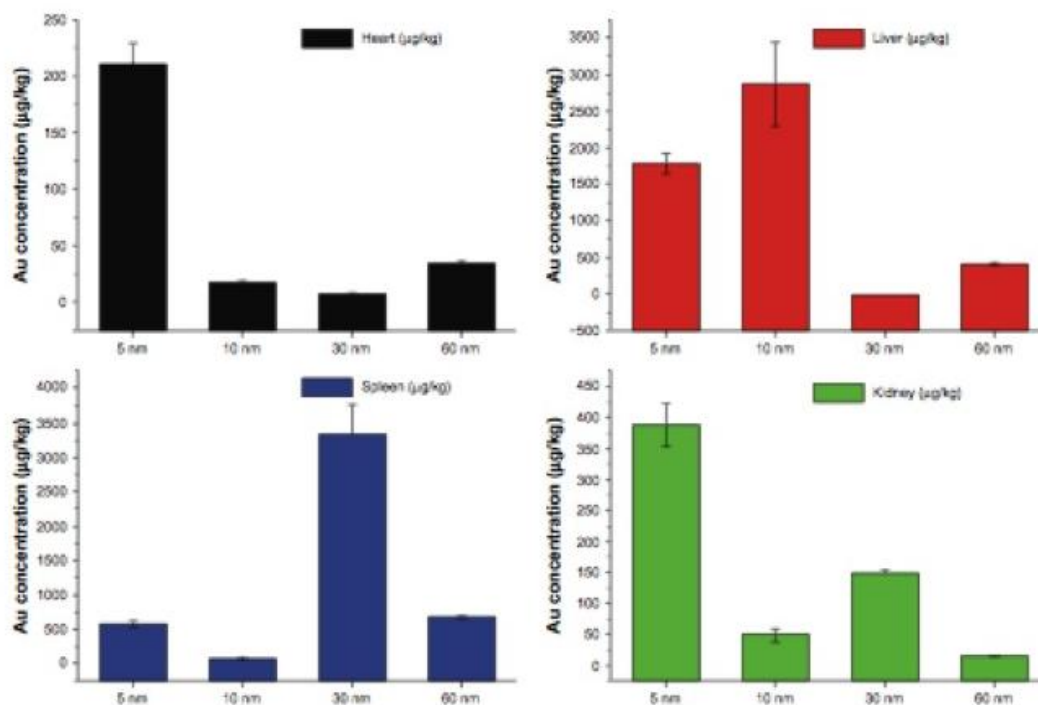 Heart (µg/kg)
Au concentration (µg/kg)
250
200
150
100
50
0
5 nm 10 nm 30 nm 60 nm
Liver (µg/kg)
Au concentration (µg/kg)
3500
3000
2500
2000
1500
1000
500
0
−500
5 nm 10 nm 30 nm 60 nm
Spleen (µg/kg)
Au concentration (µg/kg)
4000
3500
3000
2500
2000
1500
1000
500
0
5 nm 10 nm 30 nm 60 nm
Kidney (µg/kg)
Au concentration (µg/kg)
450
400
350
300
250
200
150
100
50
0
5 nm 10 nm 30 nm 60 nm